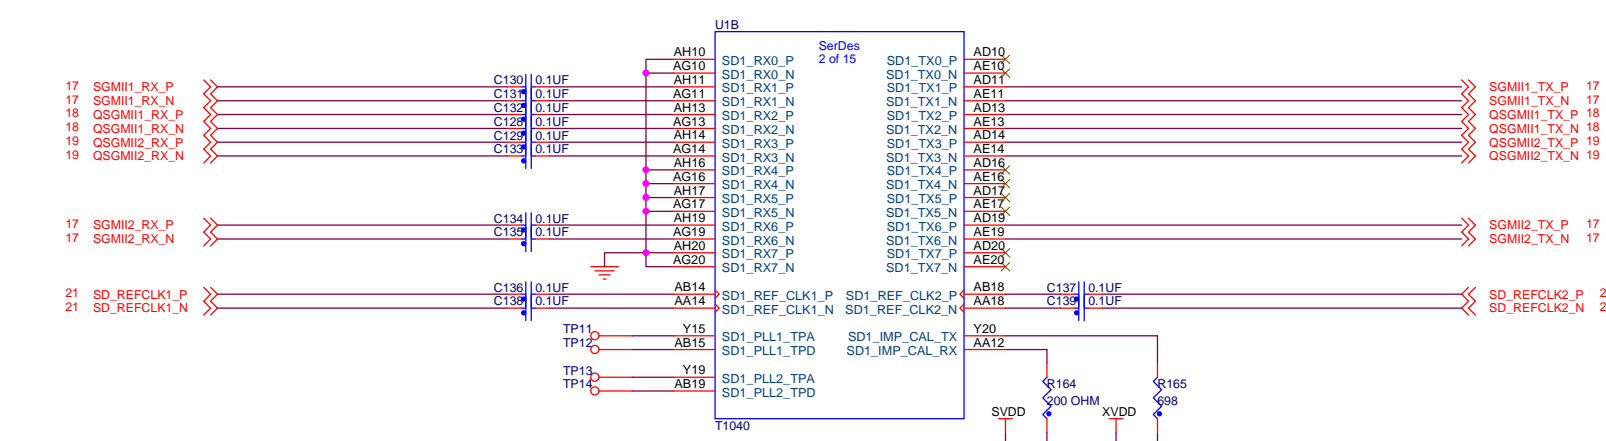 U1B
SerDes
2 of 15
AH10 SD1_RX0_P SD1_TX0_P AD10
AG10 SD1_RX0_N SD1_TX0_N AE10
17 SGMII1_RX_P C130 0.1UF AH11 SD1_RX1_P SD1_TX1_P AD11 SGMII1_TX_P 17
17 SGMII1_RX_N C131 0.1UF AG11 SD1_RX1_N SD1_TX1_N AE11 SGMII1_TX_N 17
18 QSGMII1_RX_P C132 0.1UF AH13 SD1_RX2_P SD1_TX2_P AD13 QSGMII1_TX_P 18
18 QSGMII1_RX_N C128 0.1UF AG13 SD1_RX2_N SD1_TX2_N AE13 QSGMII1_TX_N 18
19 QSGMII2_RX_P C129 0.1UF AH14 SD1_RX3_P SD1_TX3_P AD14 QSGMII2_TX_P 19
19 QSGMII2_RX_N C133 0.1UF AG14 SD1_RX3_N SD1_TX3_N AE14 QSGMII2_TX_N 19
AH16 SD1_RX4_P SD1_TX4_P AD16
AG16 SD1_RX4_N SD1_TX4_N AE16
AH17 SD1_RX5_P SD1_TX5_P AD17
AG17 SD1_RX5_N SD1_TX5_N AE17
17 SGMII2_RX_P C134 0.1UF AH19 SD1_RX6_P SD1_TX6_P AD19 SGMII2_TX_P 17
17 SGMII2_RX_N C135 0.1UF AG19 SD1_RX6_N SD1_TX6_N AE19 SGMII2_TX_N 17
AH20 SD1_RX7_P SD1_TX7_P AD20
AG20 SD1_RX7_N SD1_TX7_N AE20
21 SD_REFCLK1_P C136 0.1UF AB14 SD1_REF_CLK1_P SD1_REF_CLK2_P AB18 C137 0.1UF SD_REFCLK2_P 2
21 SD_REFCLK1_N C138 0.1UF AA14 SD1_REF_CLK1_N SD1_REF_CLK2_N AA18 C139 0.1UF SD_REFCLK2_N 2
TP11 Y15 SD1_PLL1_TPA SD1_IMP_CAL_TX Y20
TP12 AB15 SD1_PLL1_TPD SD1_IMP_CAL_RX AA12
TP13 Y19 SD1_PLL2_TPA
TP14 AB19 SD1_PLL2_TPD
R164 R165
200 OHM 698
SVDD XVDD
T1040